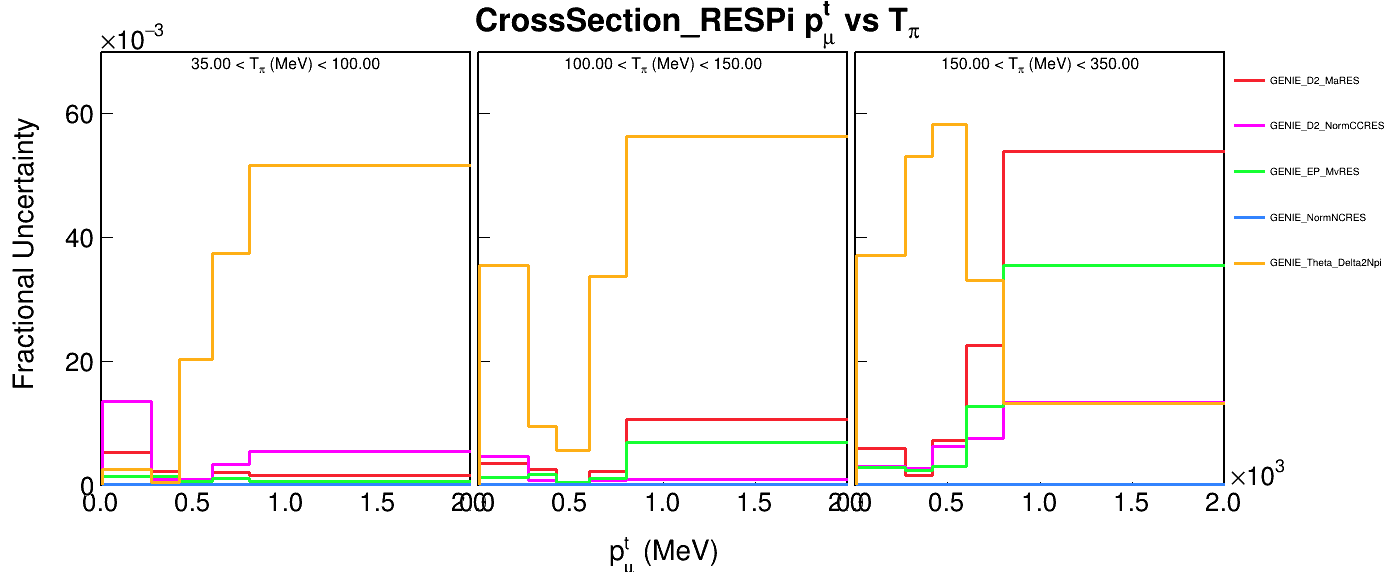 CrossSection_RESPi p^t_μ vs T_π
×10^−3
35.00 < T_π (MeV) < 100.00
100.00 < T_π (MeV) < 150.00
150.00 < T_π (MeV) < 350.00
GENIE_D2_MaRES
GENIE_D2_NormCCRES
GENIE_EP_MvRES
GENIE_NormNCRES
GENIE_Theta_Delta2Npi
Fractional Uncertainty
60
40
20
0
0.0 0.5 1.0 1.5 2.0
0.0 0.5 1.0 1.5 2.0
0.0 0.5 1.0 1.5 2.0
×10^3
p^t_μ (MeV)